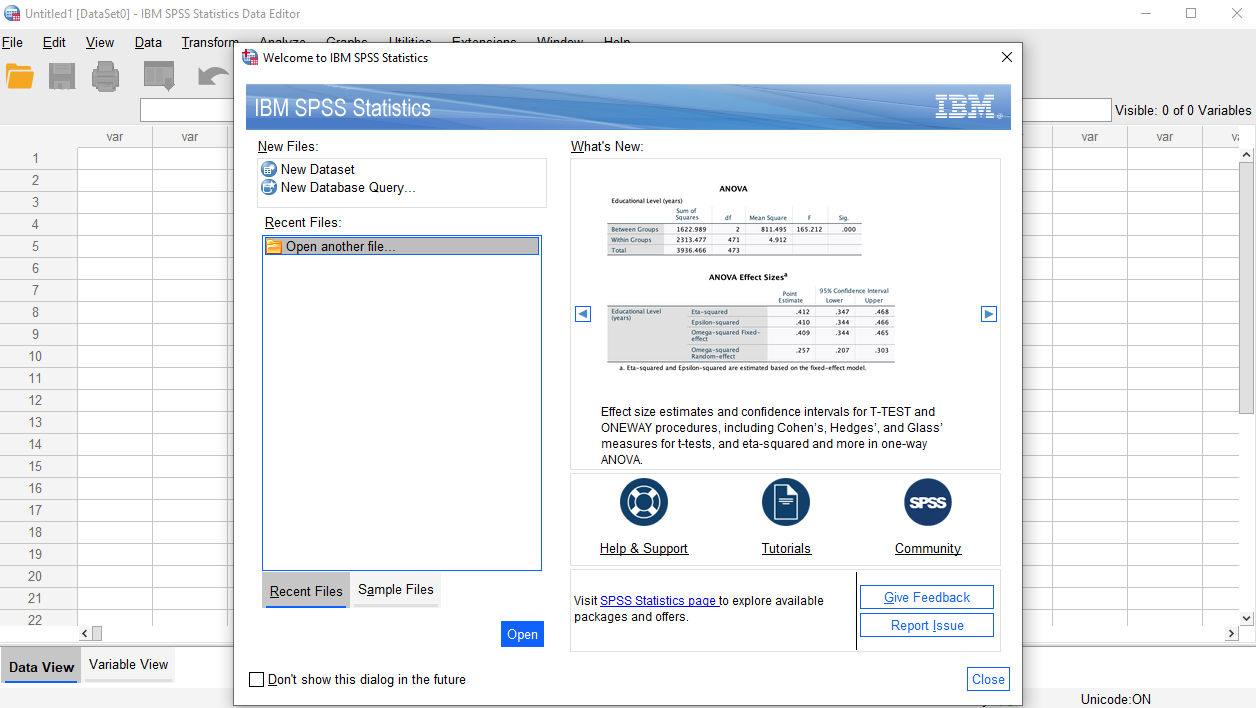 Untitled1 [DataSet0] - IBM SPSS Statistics Data Editor
File Edit View Data Transform Analyze Graphs Utilities Extensions Window Help
Welcome to IBM SPSS Statistics
IBM SPSS Statistics
IBM
Visible: 0 of 0 Variables
var var var var
1
2
3
4
5
6
7
8
9
10
11
12
13
14
15
16
17
18
19
20
21
22
New Files:
New Dataset
New Database Query...
Recent Files:
Open another file...
Recent Files Sample Files
Open
What's New:
ANOVA
Educational Level (years)
Sum of Squares df Mean Square F Sig.
Between Groups 1622.989 2 811.495 165.212 .000
Within Groups 2313.477 471 4.912
Total 3936.466 473
ANOVA Effect Sizesa
Point Estimate 95% Confidence Interval
Lower Upper
Educational Level (years) Eta-squared .412 .347 .468
Epsilon-squared .410 .344 .466
Omega-squared Fixed-effect .409 .344 .465
Omega-squared Random-effect .257 .207 .303
a. Eta-squared and Epsilon-squared are estimated based on the fixed-effect model.
Effect size estimates and confidence intervals for T-TEST and
ONEWAY procedures, including Cohen's, Hedges', and Glass'
measures for t-tests, and eta-squared and more in one-way
ANOVA.
SPSS
Help & Support Tutorials Community
Visit SPSS Statistics page to explore available
packages and offers.
Give Feedback
Report Issue
Don't show this dialog in the future
Close
Data View Variable View
Unicode:ON